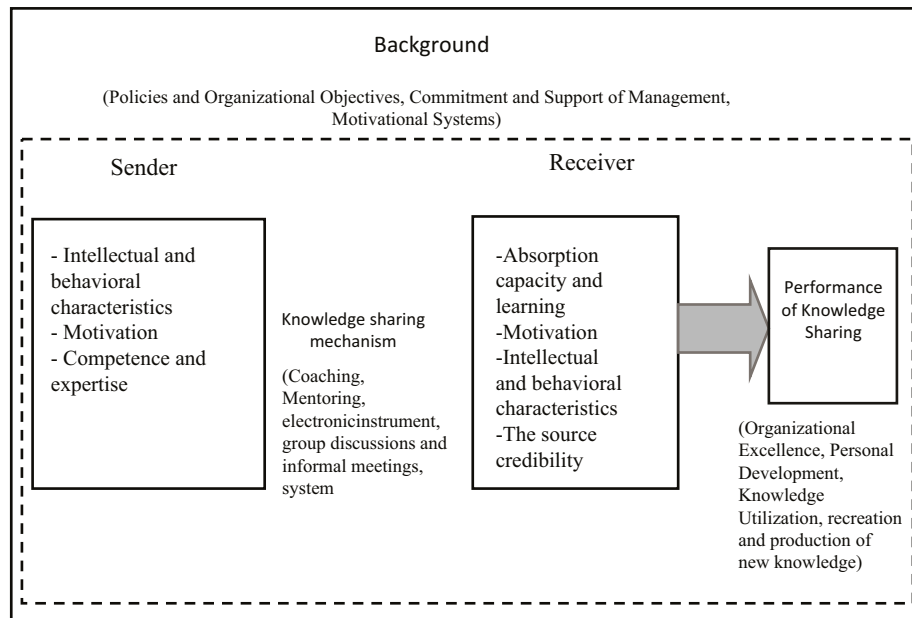 Background
(Policies and Organizational Objectives, Commitment and Support of Management,
Motivational Systems)
Sender
- Intellectual and
behavioral
characteristics
- Motivation
- Competence and
expertise
Knowledge sharing
mechanism
(Coaching,
Mentoring,
electronicinstrument,
group discussions and
informal meetings,
system
Receiver
-Absorption
capacity and
learning
-Motivation
-Intellectual
and behavioral
characteristics
-The source
credibility
Performance
of Knowledge
Sharing
(Organizational
Excellence, Personal
Development,
Knowledge
Utilization, recreation
and production of
new knowledge)